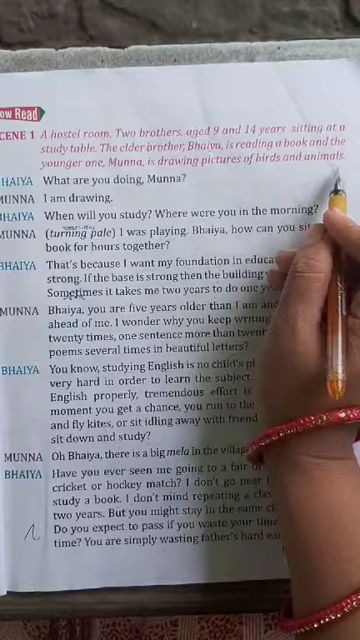 ow Read
CENE 1 A hostel room. Two brothers, aged 9 and 14 years sitting at a
study table. The elder brother, Bhaiya, is reading a book and the
younger one, Munna, is drawing pictures of birds and animals.
HAIYA What are you doing, Munna?
MUNNA I am drawing.
BHAIYA When will you study? Where were you in the morning?
MUNNA (turning pale) I was playing. Bhaiya, how can you sit
book for hours together?
BHAIYA That's because I want my foundation in educa
strong. If the base is strong then the building
Sometimes it takes me two years to do one ye
MUNNA Bhaiya, you are five years older than I am and
ahead of me. I wonder why you keep writing
twenty times, one sentence more than twent
poems several times in beautiful letters?
BHAIYA You know, studying English is no child's pl
very hard in order to learn the subject.
English properly, tremendous effort is
moment you get a chance, you run to the
and fly kites, or sit idling away with friend
sit down and study?
MUNNA Oh Bhaiya, there is a big mela in the villag
BHAIYA Have you ever seen me going to a fair or
cricket or hockey match? I don't go near t
study a book. I don't mind repeating a clas
two years. But you might stay in the same cl
Do you expect to pass if you waste your time
time? You are simply wasting father's hard ea